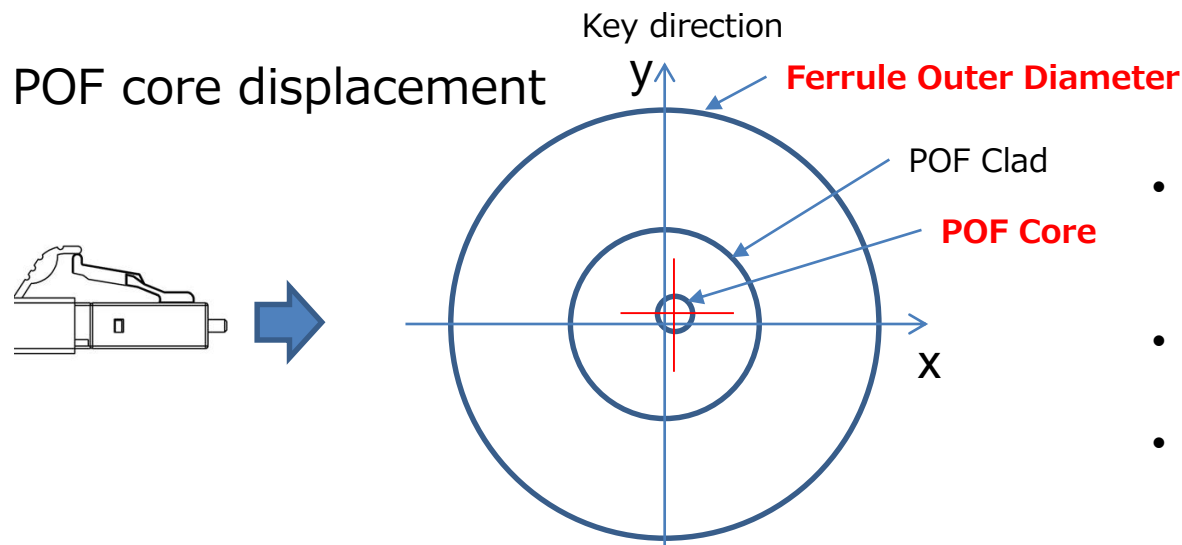 Key direction
POF core displacement
y
Ferrule Outer Diameter
POF Clad
POF Core
x
•
•
•